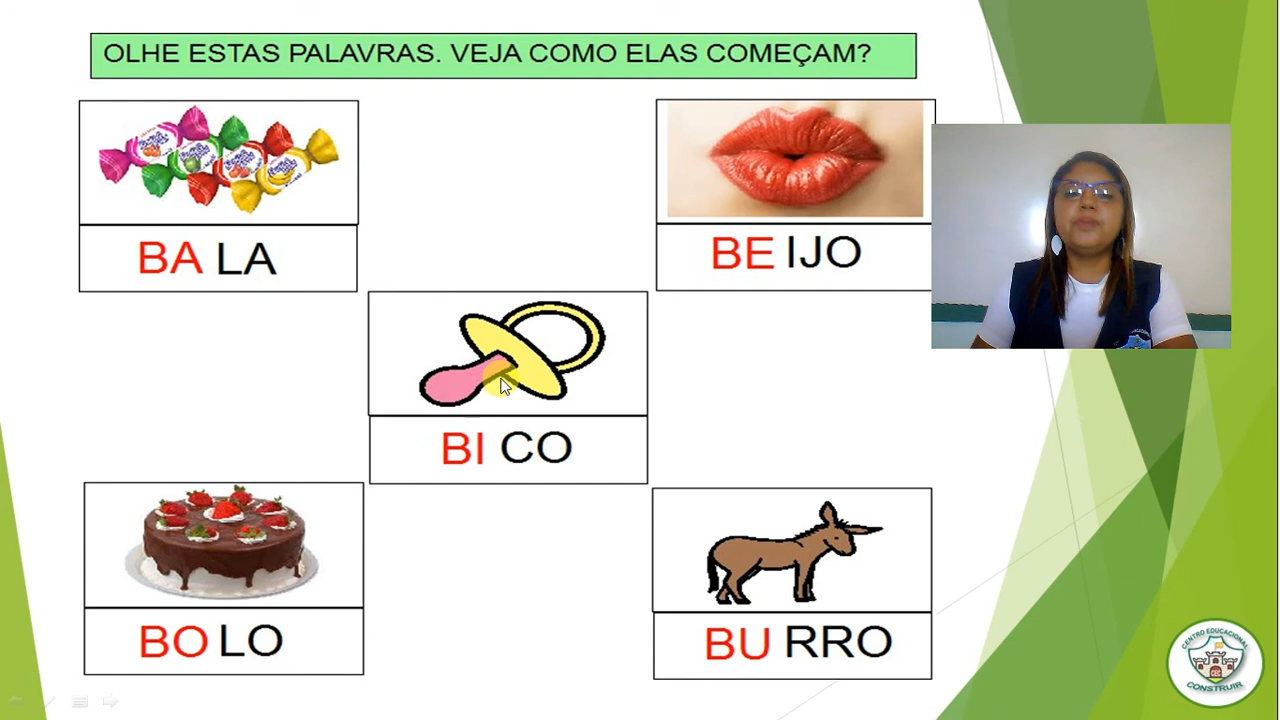 OLHE ESTAS PALAVRAS. VEJA COMO ELAS COMEÇAM?
BA LA
BE IJO
BI CO
BO LO
BU RRO
CENTRO EDUCACIONAL
CONSTRUIR